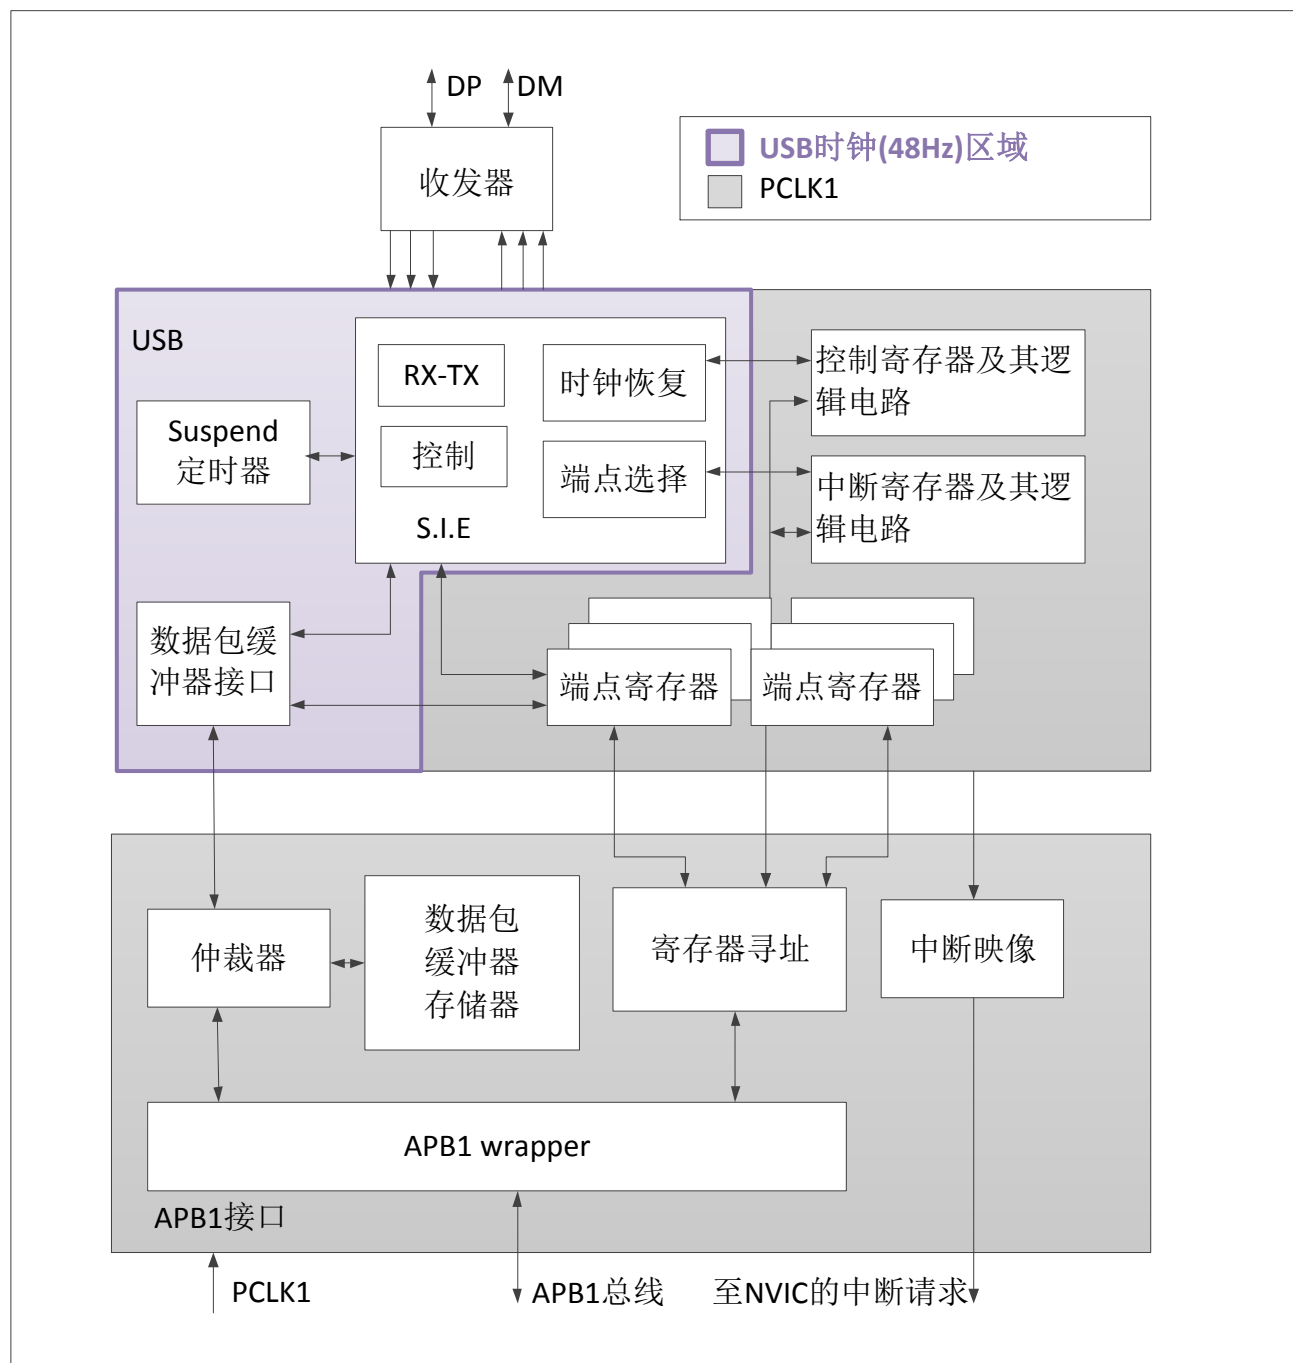 DP
DM
收发器
USB时钟(48Hz)区域
PCLK1
USB
RX-TX
时钟恢复
控制寄存器及其逻
辑电路
Suspend
定时器
控制
端点选择
中断寄存器及其逻
辑电路
S.I.E
数据包缓
冲器接口
端点寄存器
端点寄存器
仲裁器
数据包
缓冲器
存储器
寄存器寻址
中断映像
APB1 wrapper
APB1接口
PCLK1
APB1总线
至NVIC的中断请求